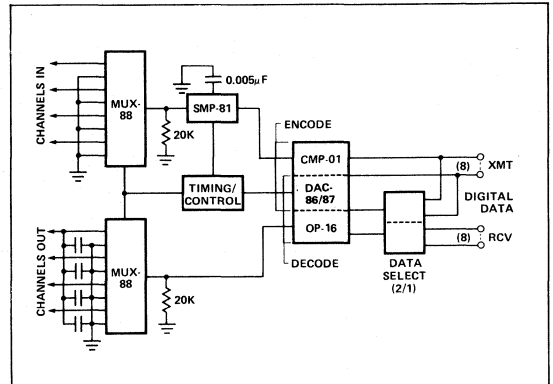 CHANNELS IN
MUX-
88
0.005µF
SMP-81
20K
ENCODE
CMP-01
DAC-
86/87
OP-16
DECODE
TIMING/
CONTROL
(8)
XMT
DIGITAL
DATA
(8)
RCV
DATA
SELECT
(2/1)
CHANNELS OUT
MUX-
88
20K